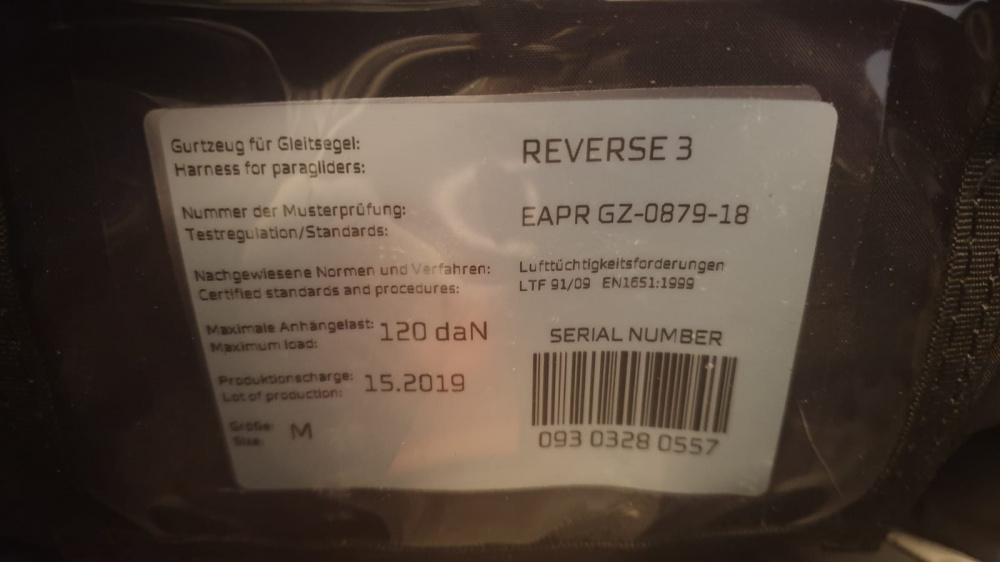 Gurtzeug für Gleitsegel:
Harness for paragliders:
REVERSE 3
Nummer der Musterprüfung:
Testregulation/Standards:
EAPR GZ-0879-18
Nachgewiesene Normen und Verfahren:
Certified standards and procedures:
Lufttüchtigkeitsforderungen
LTF 91/09 EN1651:1999
Maximale Anhängelast:
Maximum load:
120 daN
Produktionscharge:
Lot of production:
15.2019
Größe:
Size:
M
SERIAL NUMBER
093 0328 0557